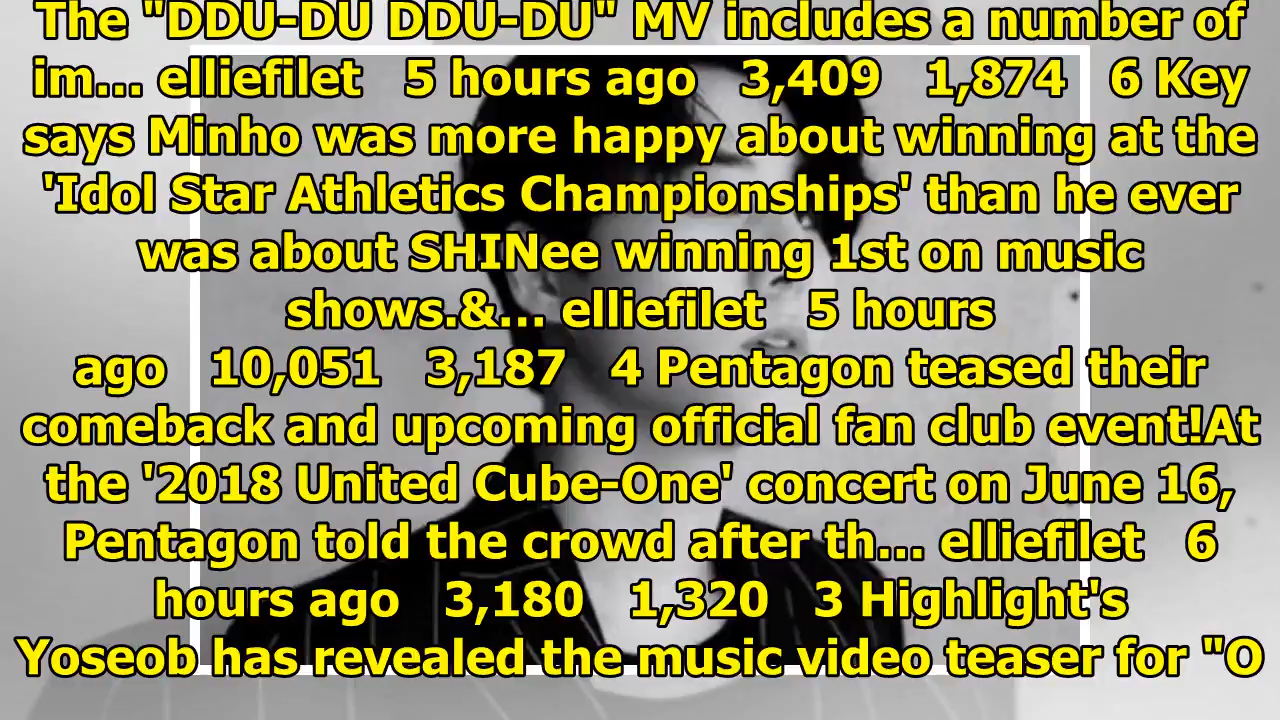 The "DDU-DU DDU-DU" MV includes a number of
im... elliefilet 5 hours ago 3,409 1,874 6 Key
says Minho was more happy about winning at the
'Idol Star Athletics Championships' than he ever
was about SHINee winning 1st on music
shows.&... elliefilet 5 hours
ago 10,051 3,187 4 Pentagon teased their
comeback and upcoming official fan club event!At
the '2018 United Cube-One' concert on June 16,
Pentagon told the crowd after th... elliefilet 6
hours ago 3,180 1,320 3 Highlight's
Yoseob has revealed the music video teaser for "O